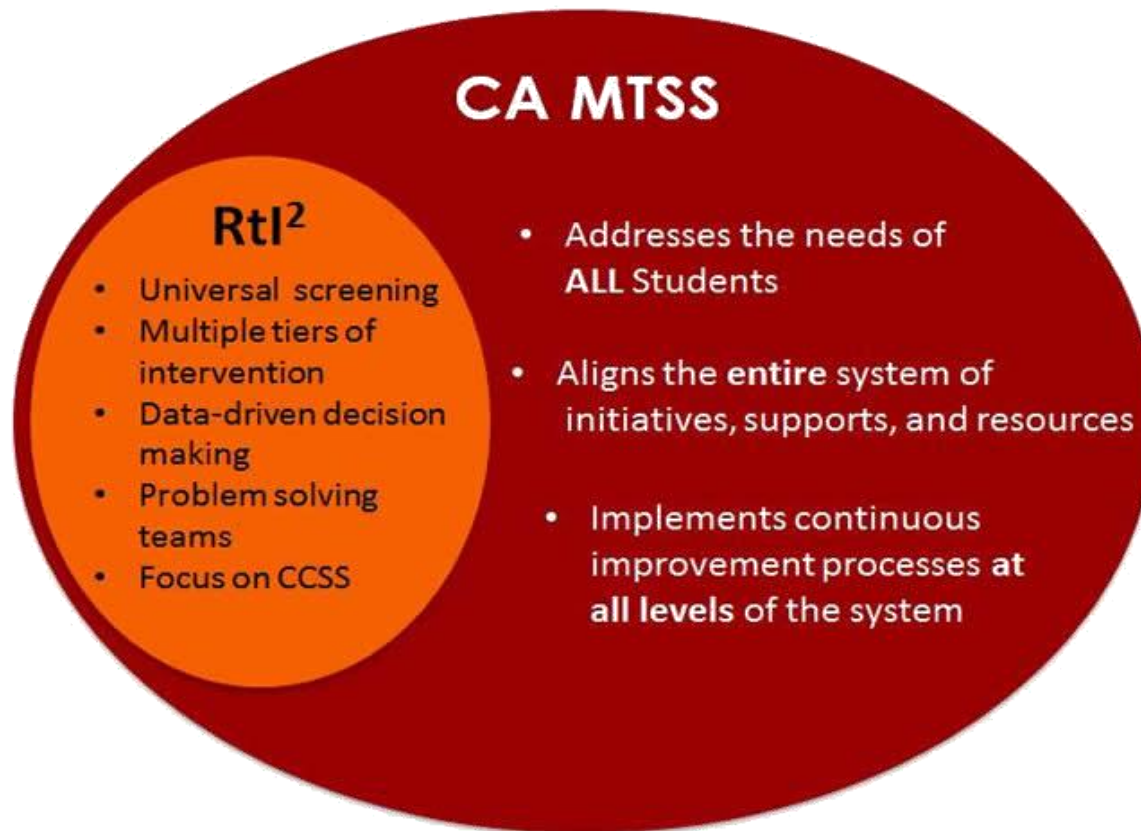 CA MTSS
RtI²
• Universal screening
• Multiple tiers of
intervention
• Data-driven decision
making
• Problem solving
teams
• Focus on CCSS
• Addresses the needs of
ALL Students
• Aligns the entire system of
initiatives, supports, and resources
• Implements continuous
improvement processes at
all levels of the system